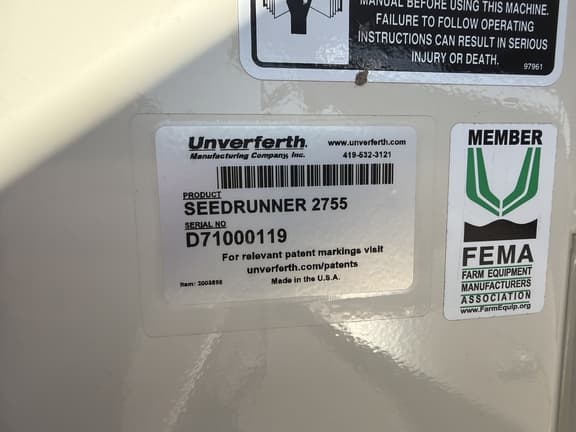 MANUAL BEFORE USING THIS MACHINE.
FAILURE TO FOLLOW OPERATING
INSTRUCTIONS CAN RESULT IN SERIOUS
INJURY OR DEATH.
97961
Unverferth. www.unverferth.com
Manufacturing Company, Inc. 419-532-3121
PRODUCT
SEEDRUNNER 2755
SERIAL NO
D71000119
For relevant patent markings visit
unverferth.com/patents
Made in the U.S.A.
MEMBER
FEMA
FARM EQUIPMENT
MANUFACTURERS
ASSOCIATION
www.FarmEquip.org